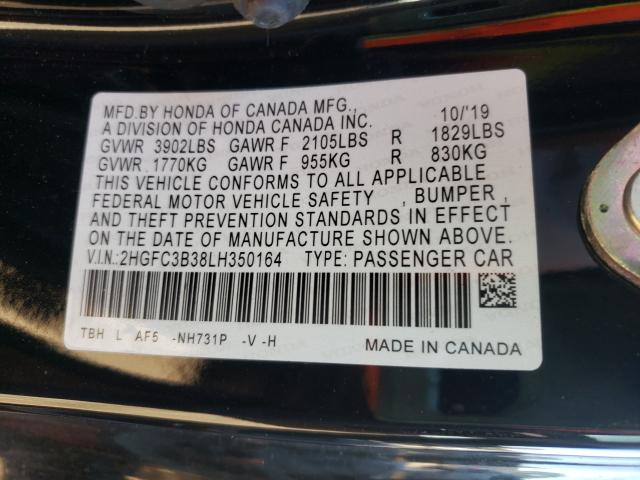 MFD.BY HONDA OF CANADA MFG., 10/'19
A DIVISION OF HONDA CANADA INC.
GVWR 3902LBS GAWR F 2105LBS R 1829LBS
GVWR 1770KG GAWR F 955KG R 830KG
THIS VEHICLE CONFORMS TO ALL APPLICABLE
FEDERAL MOTOR VEHICLE SAFETY , BUMPER ,
AND THEFT PREVENTION STANDARDS IN EFFECT
ON THE DATE OF MANUFACTURE SHOWN ABOVE.
V.I.N.:2HGFC3B38LH350164 TYPE: PASSENGER CAR
TBH L AF5 -NH731P -V -H MADE IN CANADA